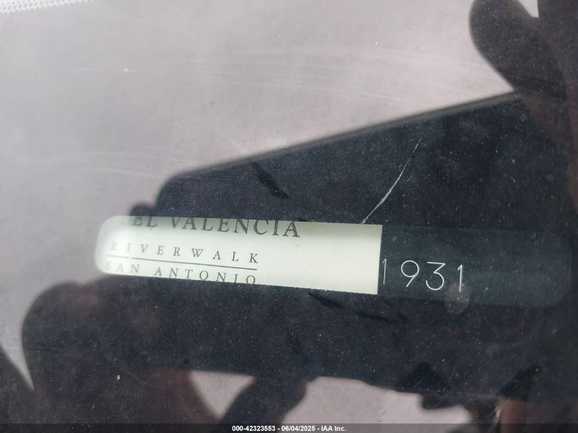 EL VALENCIA
RIVERWALK
SAN ANTONIO
1931
000-42323553 - 06/04/2025 - IAA Inc.